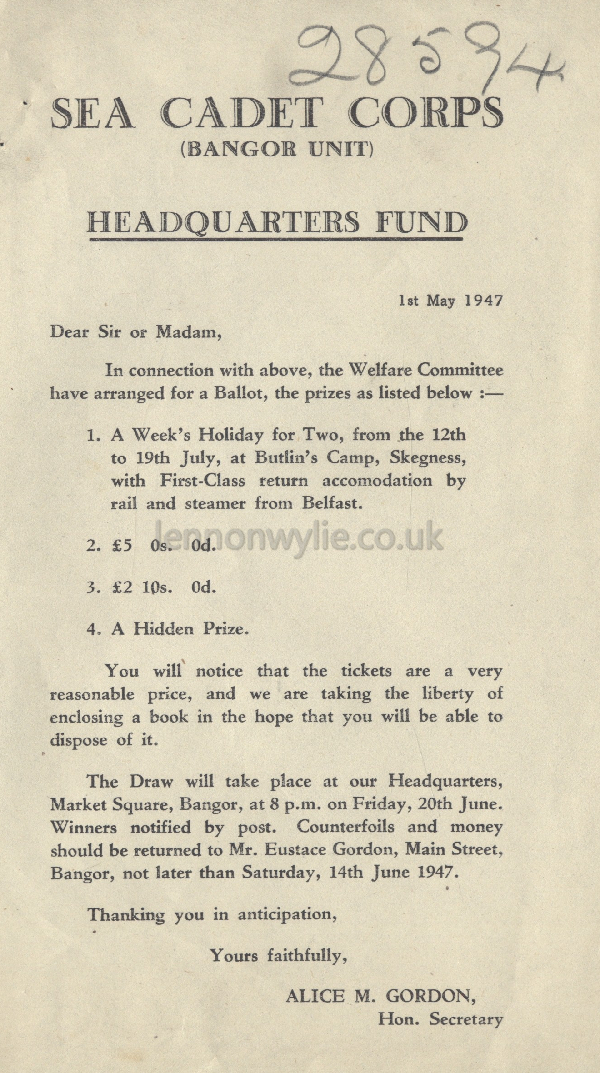 28594
SEA CADET CORPS
(BANGOR UNIT)
HEADQUARTERS FUND
1st May 1947
Dear Sir or Madam,
In connection with above, the Welfare Committee
have arranged for a Ballot, the prizes as listed below :—
1. A Week's Holiday for Two, from the 12th
to 19th July, at Butlin's Camp, Skegness,
with First-Class return accomodation by
rail and steamer from Belfast.
lennonwylie.co.uk
2. £5 0s. 0d.
3. £2 10s. 0d.
4. A Hidden Prize.
You will notice that the tickets are a very
reasonable price, and we are taking the liberty of
enclosing a book in the hope that you will be able to
dispose of it.
The Draw will take place at our Headquarters,
Market Square, Bangor, at 8 p.m. on Friday, 20th June.
Winners notified by post. Counterfoils and money
should be returned to Mr. Eustace Gordon, Main Street,
Bangor, not later than Saturday, 14th June 1947.
Thanking you in anticipation,
Yours faithfully,
ALICE M. GORDON,
Hon. Secretary